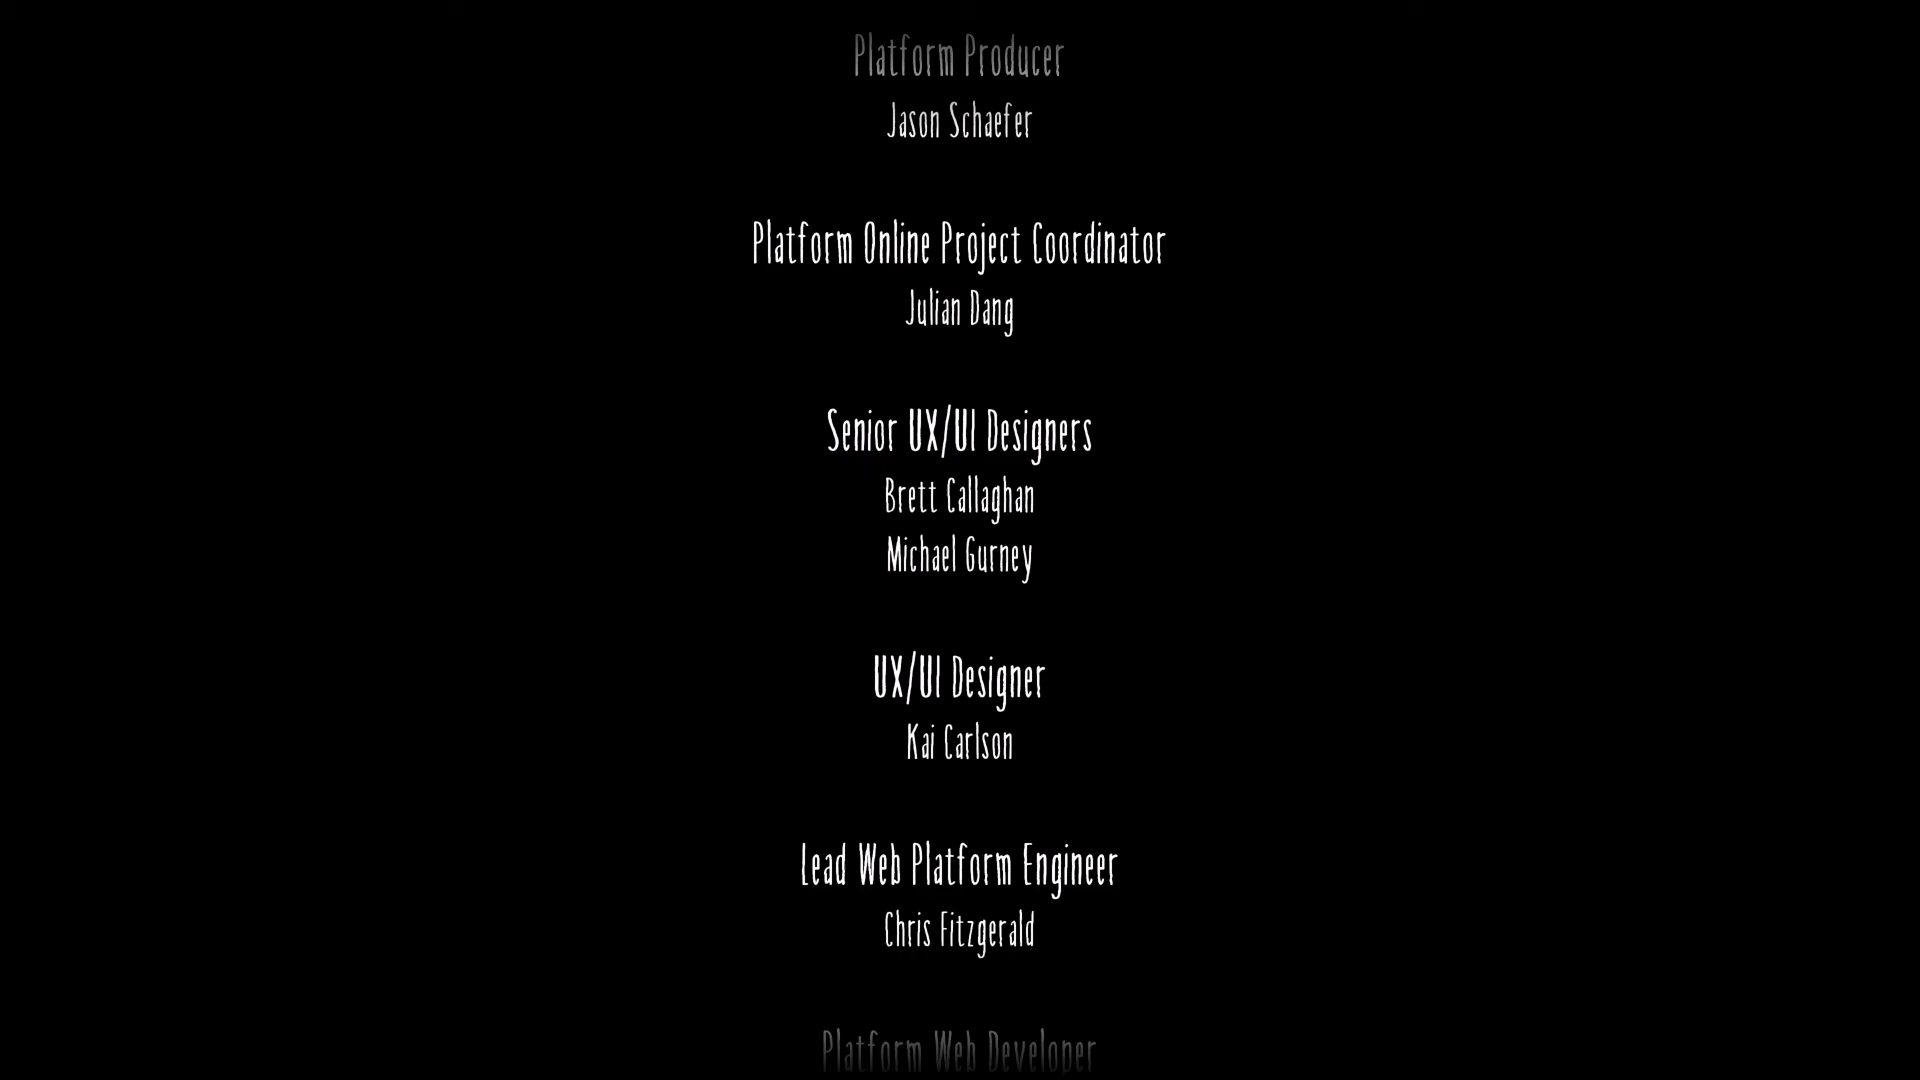 Platform Producer
Jason Schaefer
Platform Online Project Coordinator
Julian Dang
Senior UX/UI Designers
Brett Callaghan
Michael Gurney
UX/UI Designer
Kai Carlson
Lead Web Platform Engineer
Chris Fitzgerald
Platform Web Developer